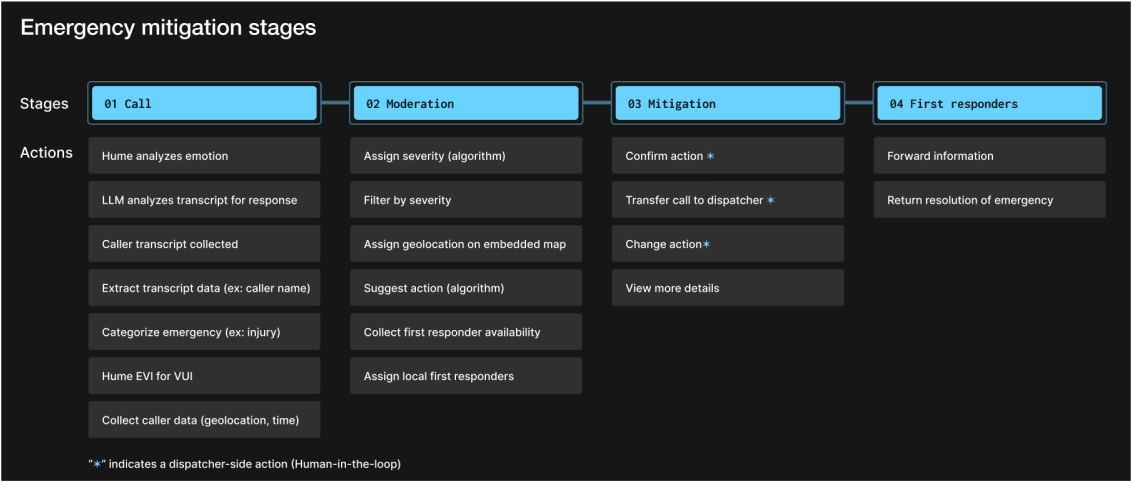 Emergency mitigation stages
Stages
01 Call
02 Moderation
03 Mitigation
04 First responders
Actions
Hume analyzes emotion
LLM analyzes transcript for response
Caller transcript collected
Extract transcript data (ex: caller name)
Categorize emergency (ex: injury)
Hume EVI for VUI
Collect caller data (geolocation, time)
Assign severity (algorithm)
Filter by severity
Assign geolocation on embedded map
Suggest action (algorithm)
Collect first responder availability
Assign local first responders
Confirm action ✶
Transfer call to dispatcher ✶
Change action✶
View more details
Forward information
Return resolution of emergency
"✶" indicates a dispatcher-side action (Human-in-the-loop)